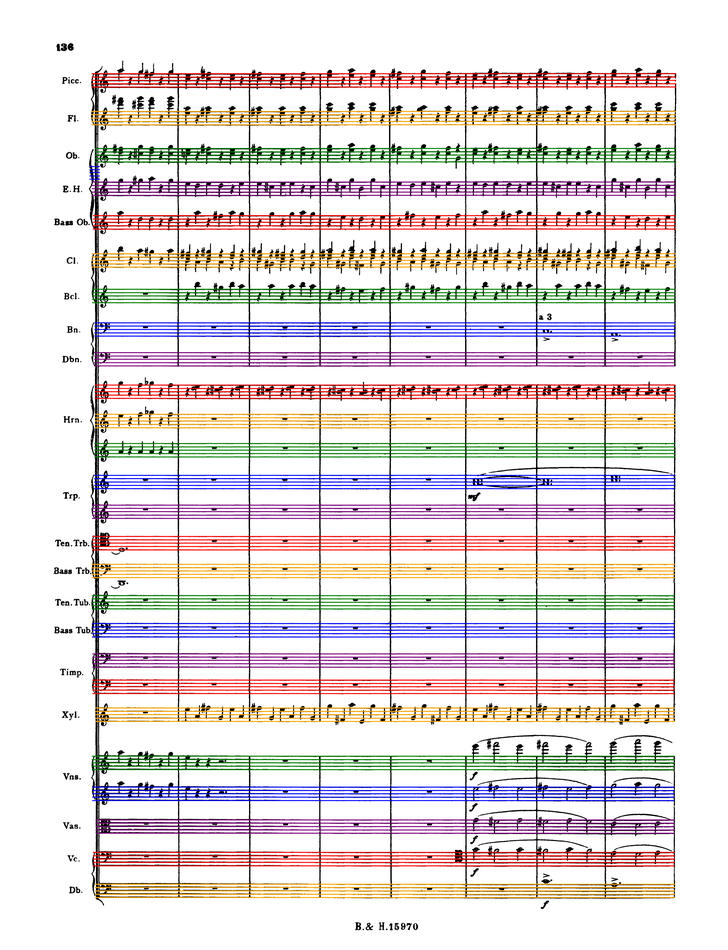 136
Picc.
Fl.
Ob.
E.H.
Bass Ob.
Cl.
Bcl.
Bn.
a 3
Dbn.
Hrn.
Trp.
mf
Ten. Trb.
Bass Trb.
Ten. Tub.
Bass Tub.
Timp.
Xyl.
Vns.
f
f
Vas.
f
Vc.
f
Db.
f
B. & H. 15970